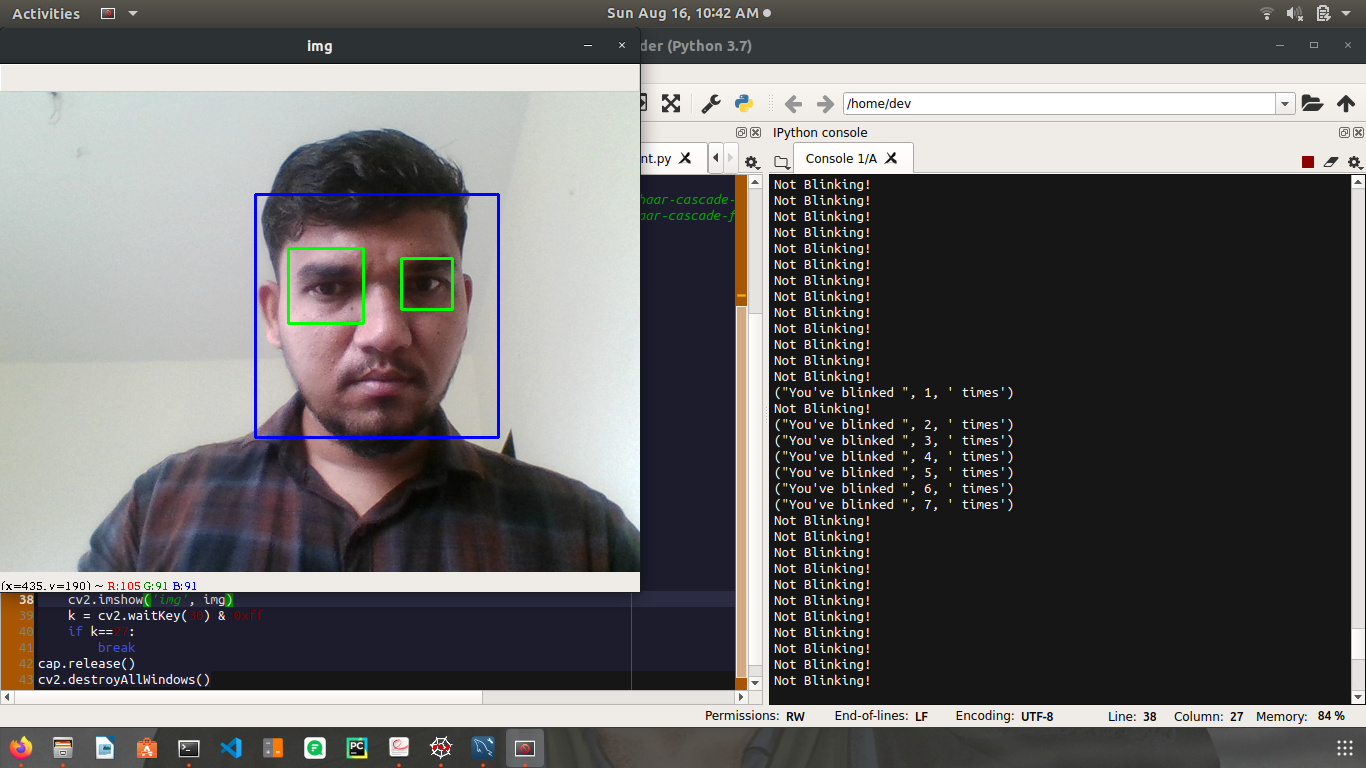 Activities
Sun Aug 16, 10:42 AM
img
der (Python 3.7)
/home/dev
IPython console
nt.py
Console 1/A
haar-cascade-
aar-cascade-f
Not Blinking!
Not Blinking!
Not Blinking!
Not Blinking!
Not Blinking!
Not Blinking!
Not Blinking!
Not Blinking!
Not Blinking!
Not Blinking!
Not Blinking!
Not Blinking!
Not Blinking!
("You've blinked ", 1, ' times')
Not Blinking!
("You've blinked ", 2, ' times')
("You've blinked ", 3, ' times')
("You've blinked ", 4, ' times')
("You've blinked ", 5, ' times')
("You've blinked ", 6, ' times')
("You've blinked ", 7, ' times')
Not Blinking!
Not Blinking!
Not Blinking!
Not Blinking!
Not Blinking!
Not Blinking!
Not Blinking!
Not Blinking!
Not Blinking!
Not Blinking!
Not Blinking!
(x=435, y=190) ~ R:105 G:91 B:91
38 cv2.imshow('img', img)
39 k = cv2.waitKey(30) & 0xff
40 if k==27:
41 break
42 cap.release()
43 cv2.destroyAllWindows()
Permissions: RW End-of-lines: LF Encoding: UTF-8 Line: 38 Column: 27 Memory: 84 %
PC